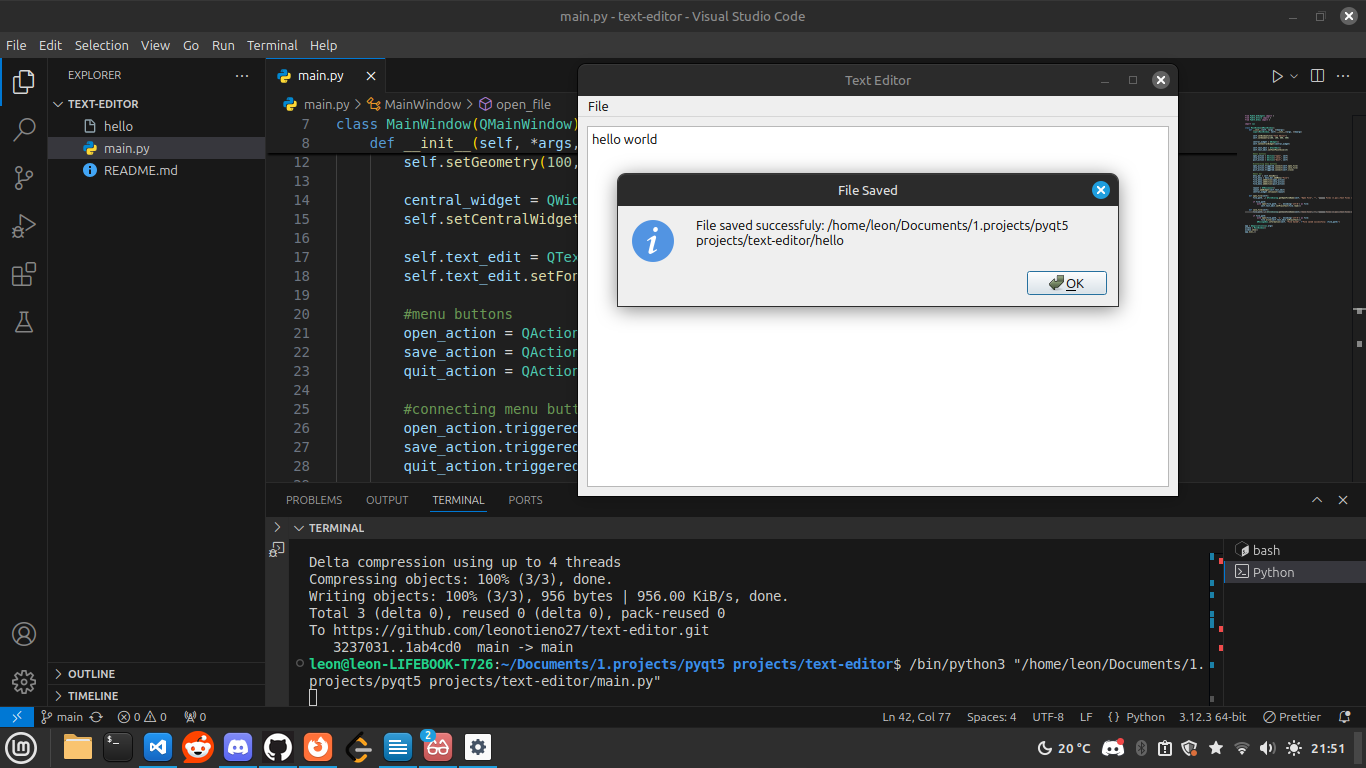 main.py - text-editor - Visual Studio Code
File Edit Selection View Go Run Terminal Help
EXPLORER
TEXT-EDITOR
hello
main.py
README.md
OUTLINE
TIMELINE
main.py
main.py > MainWindow > open_file
7 class MainWindow(QMainWindow)
8 def __init__(self, *args,
12 self.setGeometry(100,
13
14 central_widget = QWid
15 self.setCentralWidget
16
17 self.text_edit = QTex
18 self.text_edit.setFon
19
20 #menu buttons
21 open_action = QAction
22 save_action = QAction
23 quit_action = QAction
24
25 #connecting menu butt
26 open_action.triggered
27 save_action.triggered
28 quit_action.triggered
Text Editor
File
hello world
File Saved
File saved successfuly: /home/leon/Documents/1.projects/pyqt5
projects/text-editor/hello
OK
PROBLEMS OUTPUT TERMINAL PORTS
TERMINAL
Delta compression using up to 4 threads
Compressing objects: 100% (3/3), done.
Writing objects: 100% (3/3), 956 bytes | 956.00 KiB/s, done.
Total 3 (delta 0), reused 0 (delta 0), pack-reused 0
To https://github.com/leonotieno27/text-editor.git
3237031..1ab4cd0 main -> main
leon@leon-LIFEBOOK-T726:~/Documents/1.projects/pyqt5 projects/text-editor$ /bin/python3 "/home/leon/Documents/1.
projects/pyqt5 projects/text-editor/main.py"
bash
Python
main 0 0 0 Ln 42, Col 77 Spaces: 4 UTF-8 LF {} Python 3.12.3 64-bit Prettier
2 20 °C 21:51